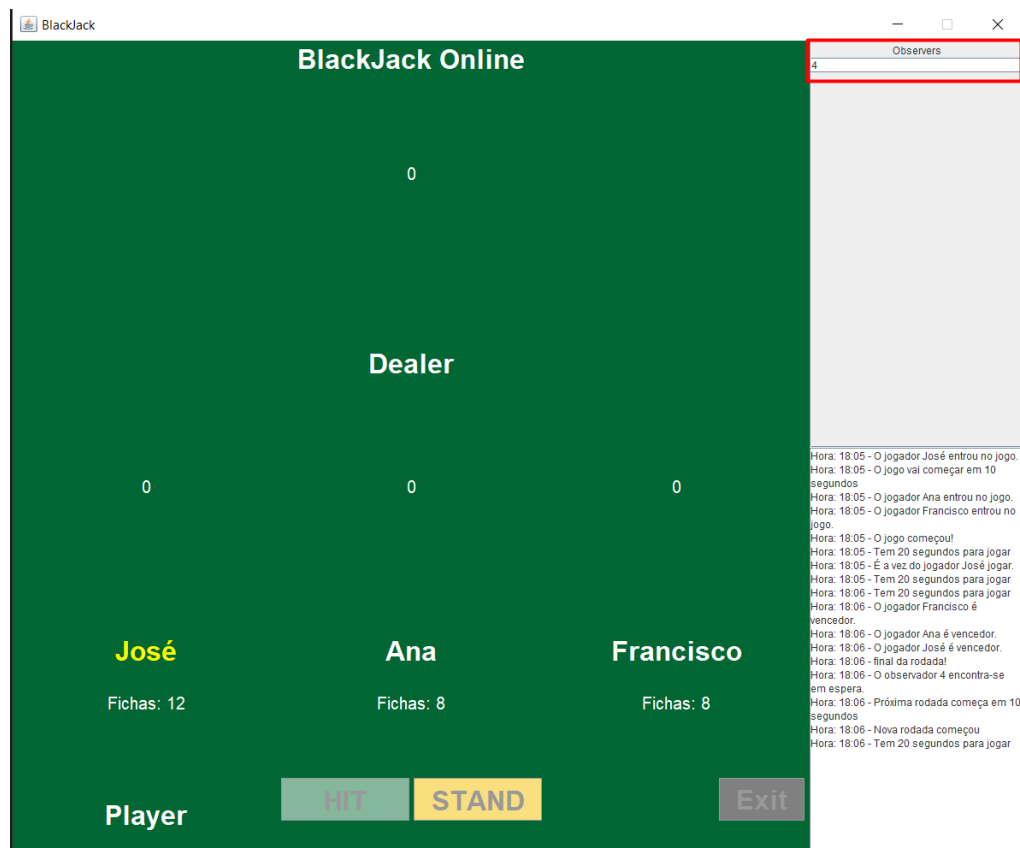 BlackJack
BlackJack Online
0
Dealer
0 0 0
José Ana Francisco
Fichas: 12 Fichas: 8 Fichas: 8
Player HIT STAND Exit
Observers
4
Hora: 18:05 - O jogador José entrou no jogo.
Hora: 18:05 - O jogo vai começar em 10
segundos
Hora: 18:05 - O jogador Ana entrou no jogo.
Hora: 18:05 - O jogador Francisco entrou no
jogo.
Hora: 18:05 - O jogo começou!
Hora: 18:05 - Tem 20 segundos para jogar
Hora: 18:05 - É a vez do jogador José jogar.
Hora: 18:05 - Tem 20 segundos para jogar
Hora: 18:06 - Tem 20 segundos para jogar
Hora: 18:06 - O jogador Francisco é
vencedor.
Hora: 18:06 - O jogador Ana é vencedor.
Hora: 18:06 - O jogador José é vencedor.
Hora: 18:06 - final da rodada!
Hora: 18:06 - O observador 4 encontra-se
em espera.
Hora: 18:06 - Próxima rodada começa em 10
segundos
Hora: 18:06 - Nova rodada começou
Hora: 18:06 - Tem 20 segundos para jogar